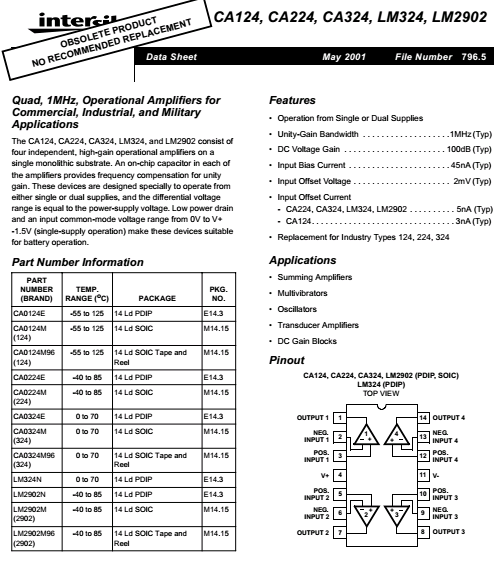 intersil
OBSOLETE PRODUCT
NO RECOMMENDED REPLACEMENT
CA124, CA224, CA324, LM324, LM2902
Data Sheet May 2001 File Number 796.5
Quad, 1MHz, Operational Amplifiers for
Commercial, Industrial, and Military
Applications
The CA124, CA224, CA324, LM324, and LM2902 consist of
four independent, high-gain operational amplifiers on a
single monolithic substrate. An on-chip capacitor in each of
the amplifiers provides frequency compensation for unity
gain. These devices are designed specially to operate from
either single or dual supplies, and the differential voltage
range is equal to the power-supply voltage. Low power drain
and an input common-mode voltage range from 0V to V+
-1.5V (single-supply operation) make these devices suitable
for battery operation.
Part Number Information
PART NUMBER (BRAND) TEMP. RANGE (°C) PACKAGE PKG. NO.
CA0124E -55 to 125 14 Ld PDIP E14.3
CA0124M (124) -55 to 125 14 Ld SOIC M14.15
CA0124M96 (124) -55 to 125 14 Ld SOIC Tape and Reel M14.15
CA0224E -40 to 85 14 Ld PDIP E14.3
CA0224M (224) -40 to 85 14 Ld SOIC M14.15
CA0324E 0 to 70 14 Ld PDIP E14.3
CA0324M (324) 0 to 70 14 Ld SOIC M14.15
CA0324M96 (324) 0 to 70 14 Ld SOIC Tape and Reel M14.15
LM324N 0 to 70 14 Ld PDIP E14.3
LM2902N -40 to 85 14 Ld PDIP E14.3
LM2902M (2902) -40 to 85 14 Ld SOIC M14.15
LM2902M96 (2902) -40 to 85 14 Ld SOIC Tape and Reel M14.15
Features
• Operation from Single or Dual Supplies
• Unity-Gain Bandwidth . . . . . . . . . . . . . . . . . . . 1MHz (Typ)
• DC Voltage Gain . . . . . . . . . . . . . . . . . . . . . . 100dB (Typ)
• Input Bias Current . . . . . . . . . . . . . . . . . . . . . 45nA (Typ)
• Input Offset Voltage . . . . . . . . . . . . . . . . . . . . 2mV (Typ)
• Input Offset Current
- CA224, CA324, LM324, LM2902 . . . . . . . . . . 5nA (Typ)
- CA124. . . . . . . . . . . . . . . . . . . . . . . . . . . . . . 3nA (Typ)
• Replacement for Industry Types 124, 224, 324
Applications
• Summing Amplifiers
• Multivibrators
• Oscillators
• Transducer Amplifiers
• DC Gain Blocks
Pinout
CA124, CA224, CA324, LM2902 (PDIP, SOIC)
LM324 (PDIP)
TOP VIEW
OUTPUT 1 1 14 OUTPUT 4
NEG. INPUT 1 2 1 - + 4 + - 13 NEG. INPUT 4
POS. INPUT 1 3 12 POS. INPUT 4
V+ 4 11 V-
POS. INPUT 2 5 10 POS. INPUT 3
NEG. INPUT 2 6 - + 2 + - 3 9 NEG. INPUT 3
OUTPUT 2 7 8 OUTPUT 3